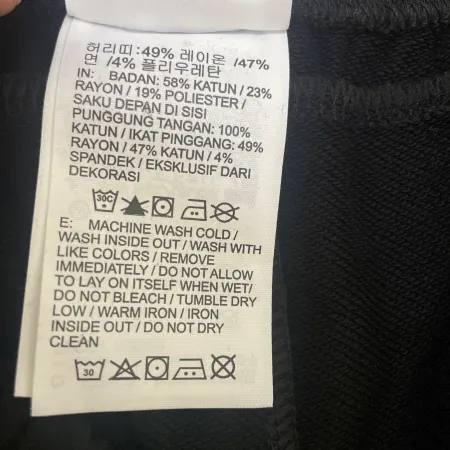 허리띠: 49% 레이온 /47%
면 /4% 폴리우레탄
IN: BADAN: 58% KATUN / 23%
RAYON / 19% POLIESTER /
SAKU DEPAN DI SISI
PUNGGUNG TANGAN: 100%
KATUN / IKAT PINGGANG: 49%
RAYON / 47% KATUN / 4%
SPANDEK / EKSKLUSIF DARI
DEKORASI
30C
E: MACHINE WASH COLD /
WASH INSIDE OUT / WASH WITH
LIKE COLORS / REMOVE
IMMEDIATELY / DO NOT ALLOW
TO LAY ON ITSELF WHEN WET/
DO NOT BLEACH / TUMBLE DRY
LOW / WARM IRON / IRON
INSIDE OUT / DO NOT DRY
CLEAN
30